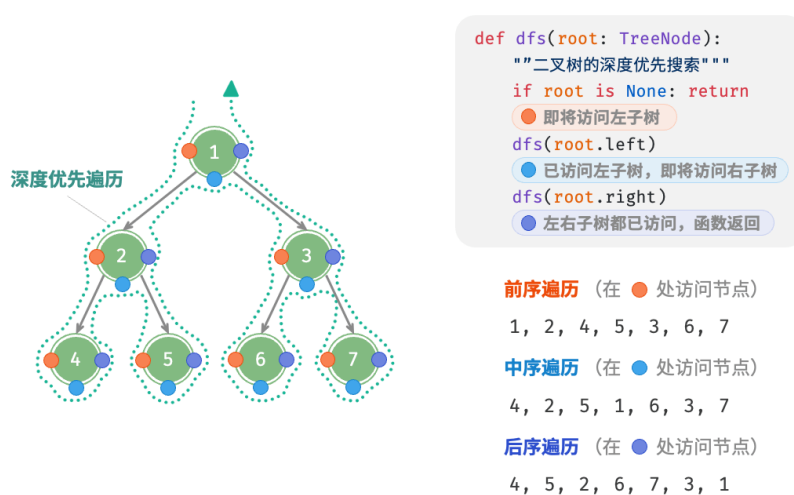 def dfs(root: TreeNode):
"”二叉树的深度优先搜索"""
if root is None: return
即将访问左子树
dfs(root.left)
已访问左子树，即将访问右子树
dfs(root.right)
左右子树都已访问，函数返回
深度优先遍历
1
2
3
4
5
6
7
前序遍历 （在 处访问节点）
1, 2, 4, 5, 3, 6, 7
中序遍历 （在 处访问节点）
4, 2, 5, 1, 6, 3, 7
后序遍历 （在 处访问节点）
4, 5, 2, 6, 7, 3, 1